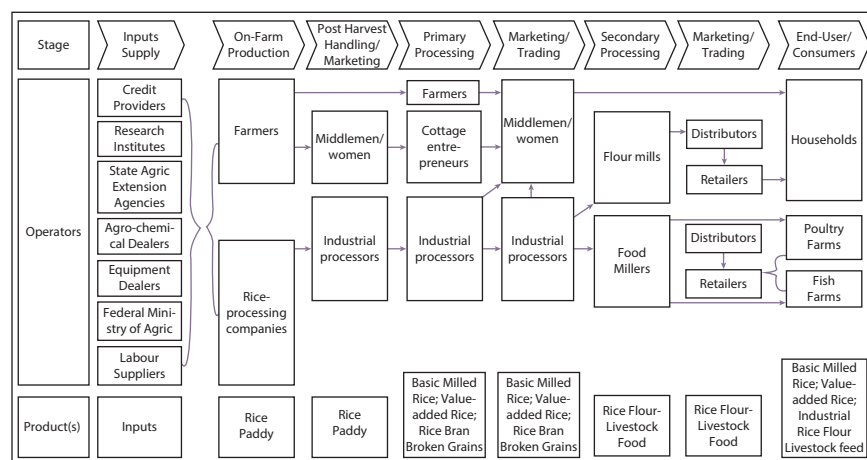 Stage
Inputs
Supply
On-Farm
Production
Post Harvest
Handling/
Marketing
Primary
Processing
Marketing/
Trading
Secondary
Processing
Marketing/
Trading
End-User/
Consumers
Operators
Credit
Providers
Research
Institutes
State Agric
Extension
Agencies
Agro-chemi-
cal Dealers
Equipment
Dealers
Federal Mini-
stry of Agric
Labour
Suppliers
Farmers
Rice-
processing
companies
Middlemen/
women
Industrial
processors
Farmers
Cottage
entre-
preneurs
Industrial
processors
Middlemen/
women
Industrial
processors
Flour mills
Food
Millers
Distributors
Retailers
Distributors
Retailers
Households
Poultry
Farms
Fish
Farms
Product(s)
Inputs
Rice
Paddy
Rice
Paddy
Basic Milled
Rice; Value-
added Rice;
Rice Bran
Broken Grains
Basic Milled
Rice; Value-
added Rice;
Rice Bran
Broken Grains
Rice Flour-
Livestock
Food
Rice Flour-
Livestock
Food
Basic Milled
Rice; Value-
added Rice;
Industrial
Rice Flour
Livestock feed